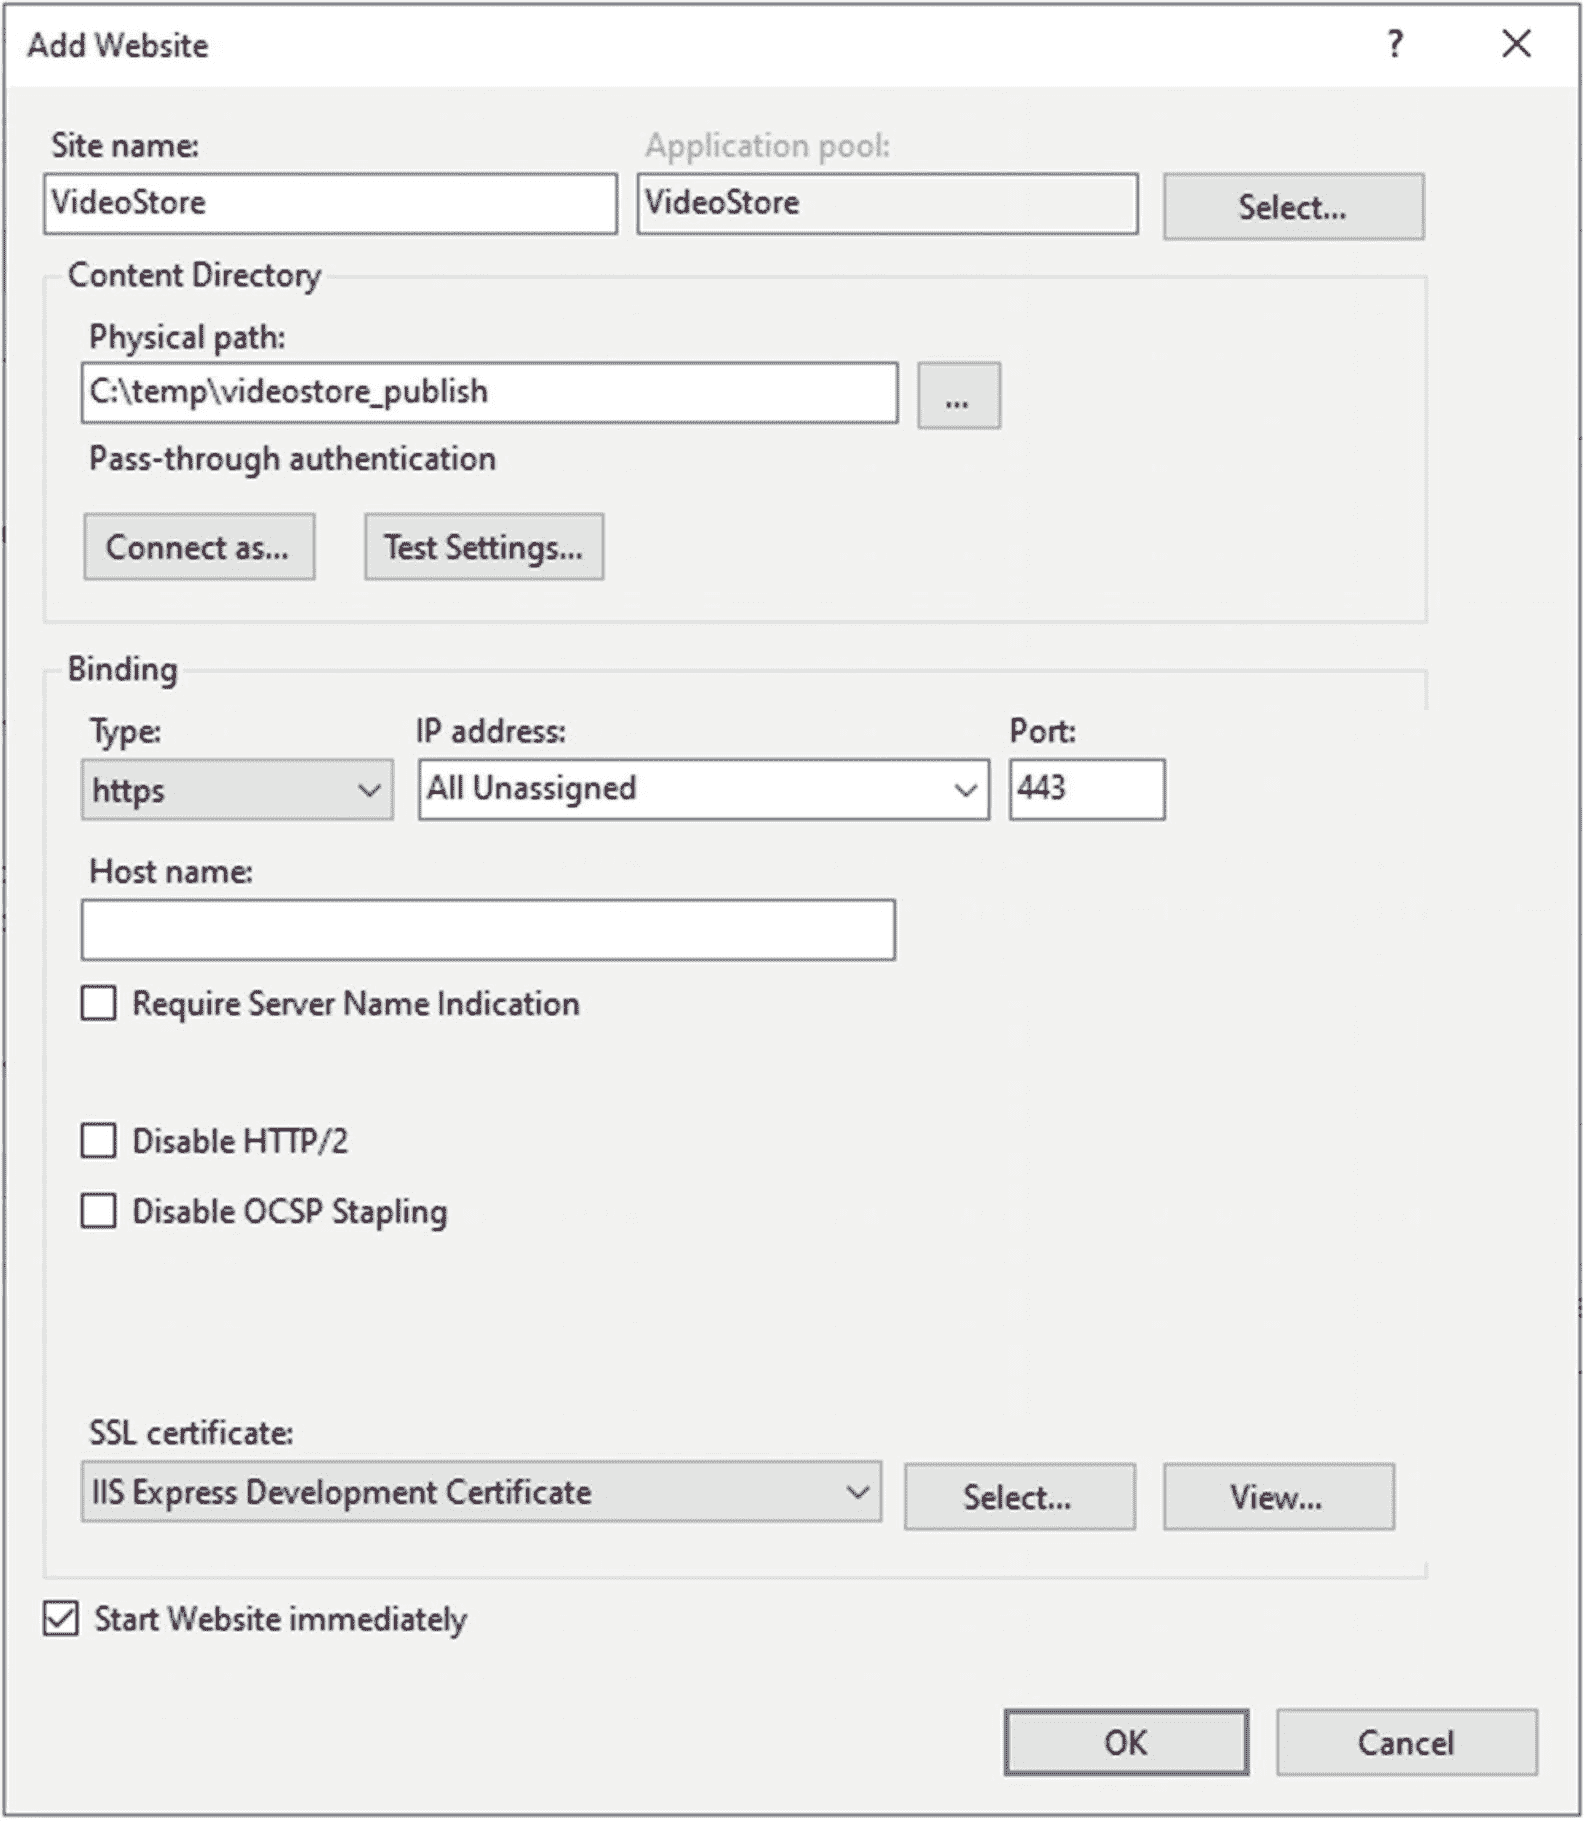 Add Website ?
Site name: Application pool:
VideoStore VideoStore Select...
Content Directory
Physical path:
C:\temp\videostore_publish ...
Pass-through authentication
Connect as... Test Settings...
Binding
Type: IP address: Port:
https All Unassigned 443
Host name:
Require Server Name Indication
Disable HTTP/2
Disable OCSP Stapling
SSL certificate:
IIS Express Development Certificate Select... View...
Start Website immediately
OK Cancel